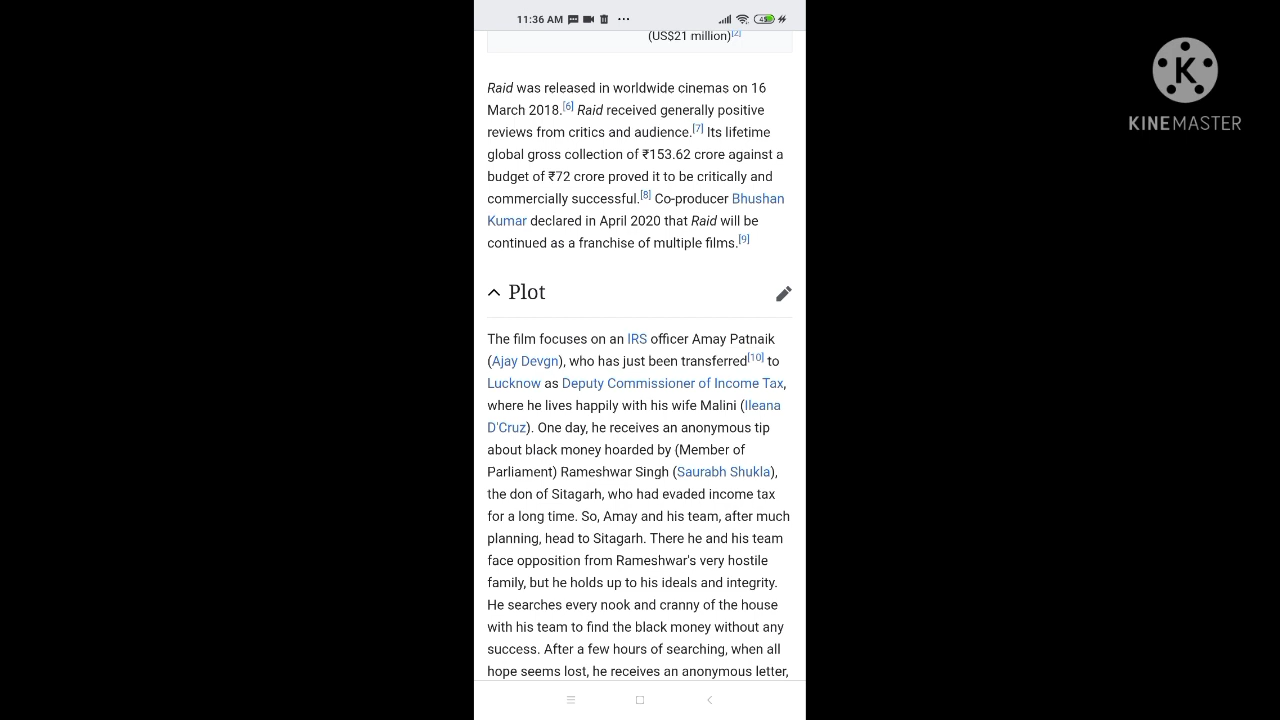 11:36 AM
45
(US$21 million)[2]
Raid was released in worldwide cinemas on 16
March 2018.[6] Raid received generally positive
reviews from critics and audience.[7] Its lifetime
global gross collection of ₹153.62 crore against a
budget of ₹72 crore proved it to be critically and
commercially successful.[8] Co-producer Bhushan
Kumar declared in April 2020 that Raid will be
continued as a franchise of multiple films.[9]
Plot
The film focuses on an IRS officer Amay Patnaik
(Ajay Devgn), who has just been transferred[10] to
Lucknow as Deputy Commissioner of Income Tax,
where he lives happily with his wife Malini (Ileana
D'Cruz). One day, he receives an anonymous tip
about black money hoarded by (Member of
Parliament) Rameshwar Singh (Saurabh Shukla),
the don of Sitagarh, who had evaded income tax
for a long time. So, Amay and his team, after much
planning, head to Sitagarh. There he and his team
face opposition from Rameshwar's very hostile
family, but he holds up to his ideals and integrity.
He searches every nook and cranny of the house
with his team to find the black money without any
success. After a few hours of searching, when all
hope seems lost, he receives an anonymous letter,
K
KINEMASTER